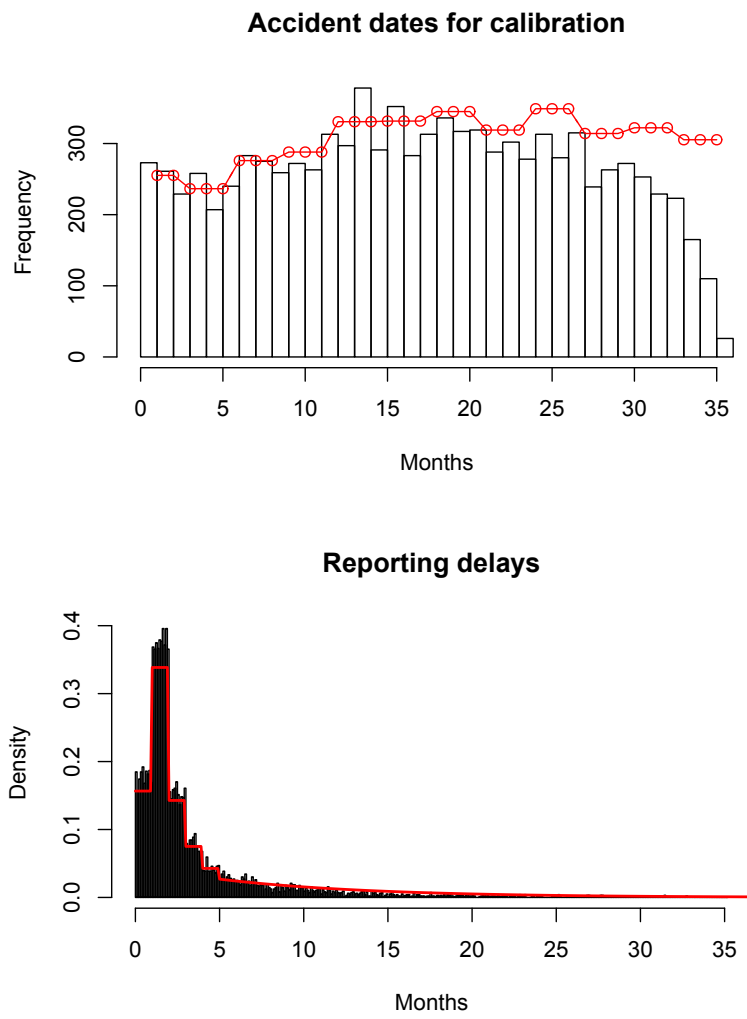 Accident dates for calibration
Frequency
300
200
100
0
0 5 10 15 20 25 30 35
Months
Reporting delays
Density
0.4
0.3
0.2
0.1
0.0
0 5 10 15 20 25 30 35
Months